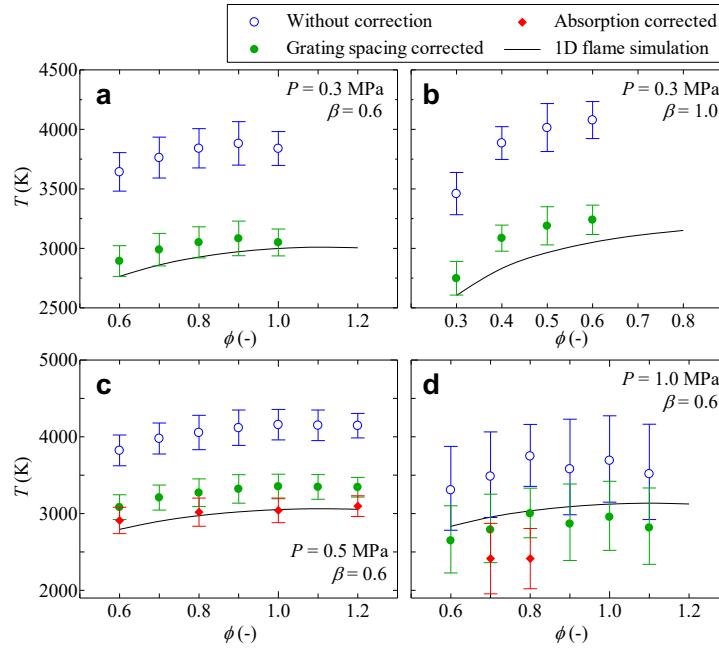 Without correction
Absorption corrected
Grating spacing corrected
1D flame simulation
a
P = 0.3 MPa
β = 0.6
4500
4000
3500
3000
2500
T (K)
0.6 0.8 1.0 1.2
ϕ (-)
b
P = 0.3 MPa
β = 1.0
0.3 0.4 0.5 0.6 0.7 0.8
ϕ (-)
c
P = 0.5 MPa
β = 0.6
5000
4000
3000
2000
T (K)
0.6 0.8 1.0 1.2
ϕ (-)
d
P = 1.0 MPa
β = 0.6
0.6 0.8 1.0 1.2
ϕ (-)